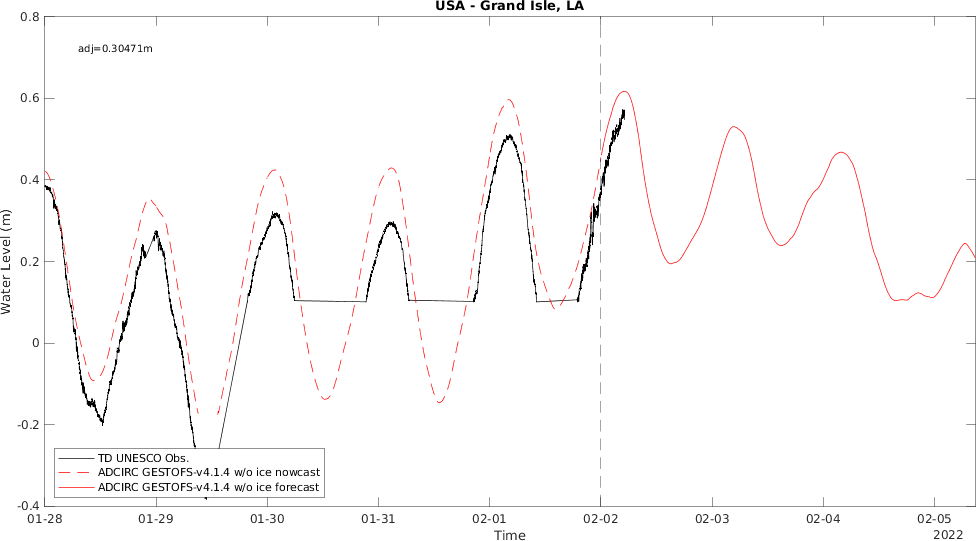 USA - Grand Isle, LA
adj=0.30471m
0.8
0.6
0.4
0.2
0
-0.2
-0.4
Water Level (m)
TD UNESCO Obs.
ADCIRC GESTOFS-v4.1.4 w/o ice nowcast
ADCIRC GESTOFS-v4.1.4 w/o ice forecast
01-28 01-29 01-30 01-31 02-01 02-02 02-03 02-04 02-05
Time
2022